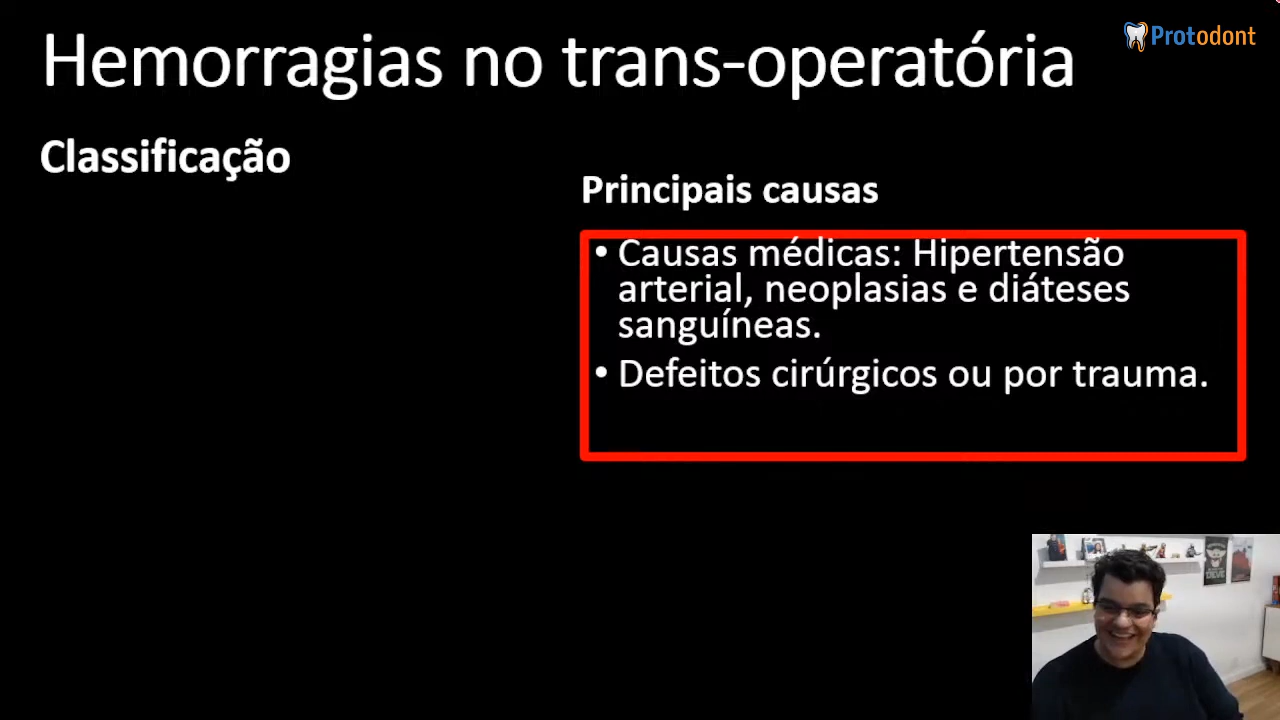 Hemorragias no trans-operatória
Protodont
Classificação
Principais causas
• Causas médicas: Hipertensão
arterial, neoplasias e diáteses
sanguíneas.
• Defeitos cirúrgicos ou por trauma.